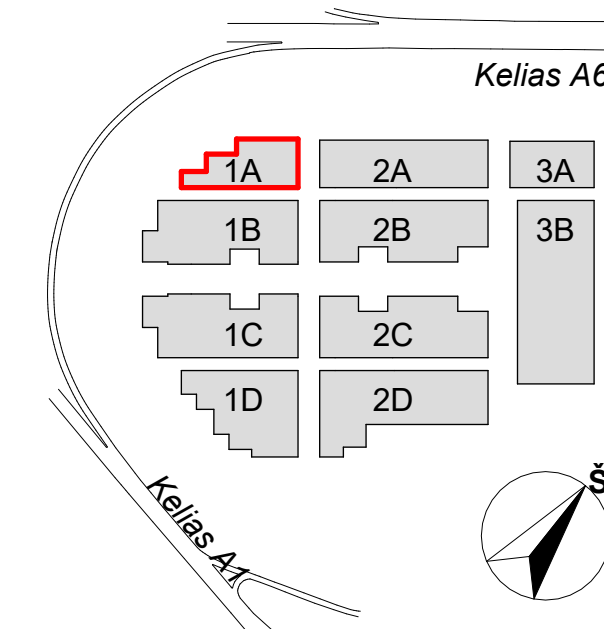 Kelias A6
1A 2A 3A
1B 2B 3B
1C 2C
1D 2D
Š
Kelias A1